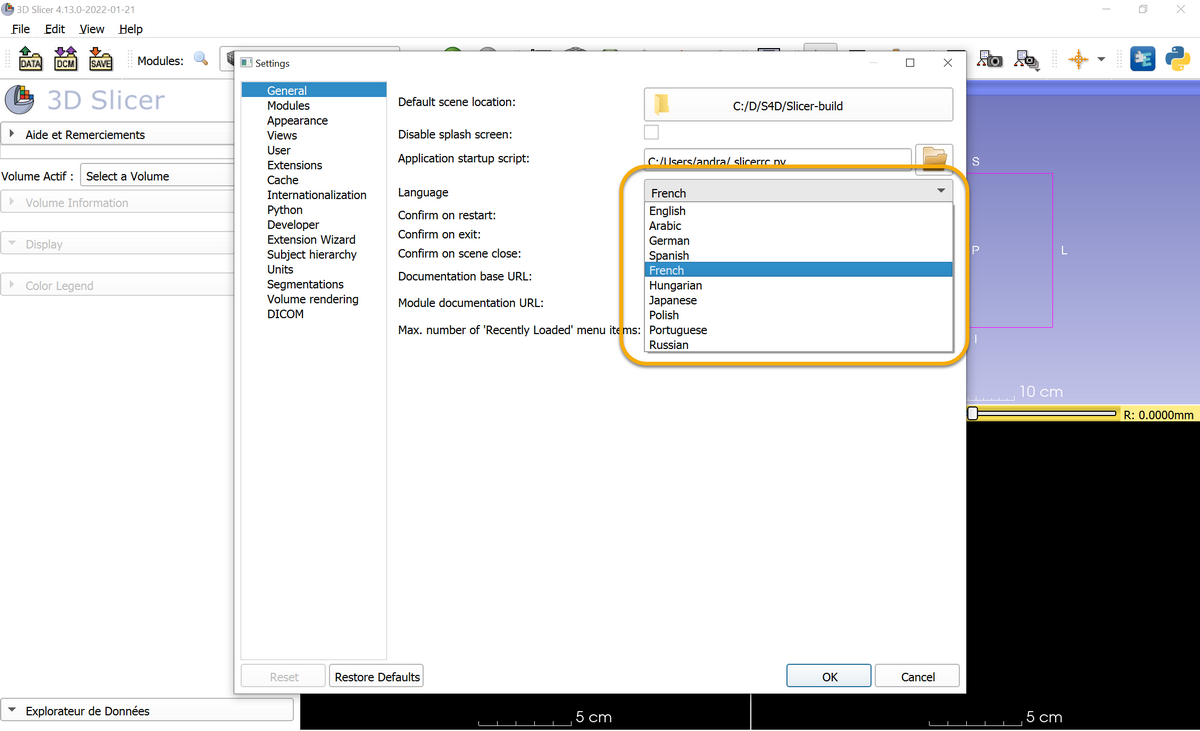 3D Slicer 4.13.0-2022-01-21
File Edit View Help
DATA DCM SAVE Modules:
3D Slicer
Aide et Remerciements
Volume Actif : Select a Volume
Volume Information
Display
Color Legend
Explorateur de Données
Settings
General
Modules
Appearance
Views
User
Extensions
Cache
Internationalization
Python
Developer
Extension Wizard
Subject hierarchy
Units
Segmentations
Volume rendering
DICOM
Default scene location: C:/D/S4D/Slicer-build
Disable splash screen:
Application startup script: C:/Users/andra/.slicerrc.py
Language French
Confirm on restart:
Confirm on exit:
Confirm on scene close:
Documentation base URL:
Module documentation URL:
Max. number of 'Recently Loaded' menu items:
English
Arabic
German
Spanish
French
Hungarian
Japanese
Polish
Portuguese
Russian
Reset Restore Defaults OK Cancel
S
P L
I
10 cm
R: 0.0000mm
5 cm 5 cm